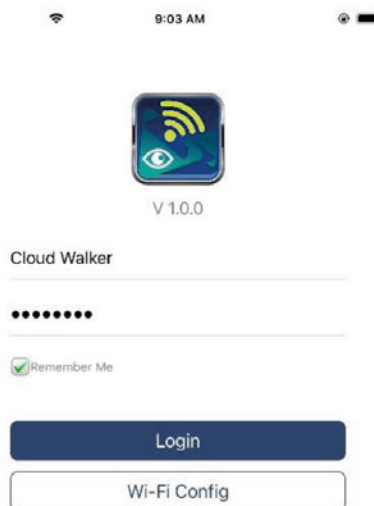 9:03 AM
V 1.0.0
Cloud Walker
••••••••
Remember Me
Login
Wi-Fi Config